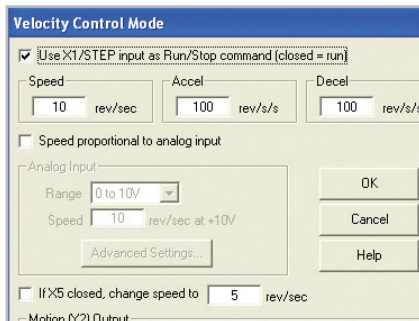 Velocity Control Mode
Use X1/STEP input as Run/Stop command (closed = run)
Speed Accel Decel
10 rev/sec 100 rev/s/s 100 rev/s/s
Speed proportional to analog input
Analog Input
Range 0 to 10V
Speed 10 rev/sec at +10V
Advanced Settings...
OK
Cancel
Help
If X5 closed, change speed to 5 rev/sec
Motion (Y2) Output